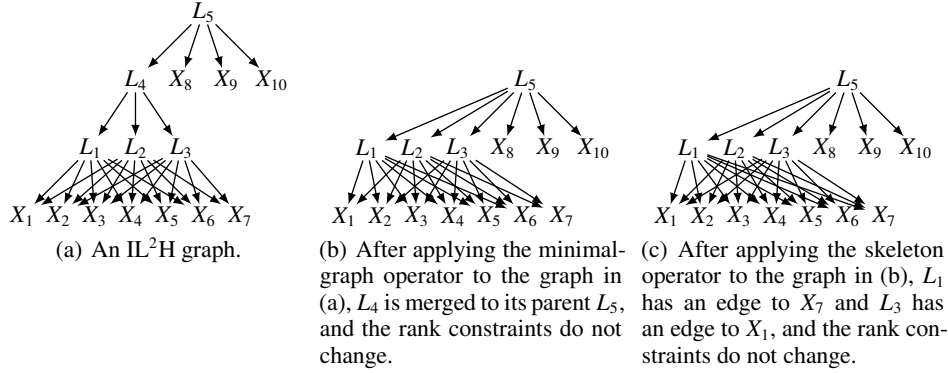 L5
L4 X8 X9 X10
L1 L2 L3
X1 X2 X3 X4 X5 X6 X7
(a) An IL²H graph.
L5
L1 L2 L3 X8 X9 X10
X1 X2 X3 X4 X5 X6 X7
(b) After applying the minimal-
graph operator to the graph in
(a), L4 is merged to its parent L5,
and the rank constraints do not
change.
L5
L1 L2 L3 X8 X9 X10
X1 X2 X3 X4 X5 X6 X7
(c) After applying the skeleton
operator to the graph in (b), L1
has an edge to X7 and L3 has
an edge to X1, and the rank con-
straints do not change.